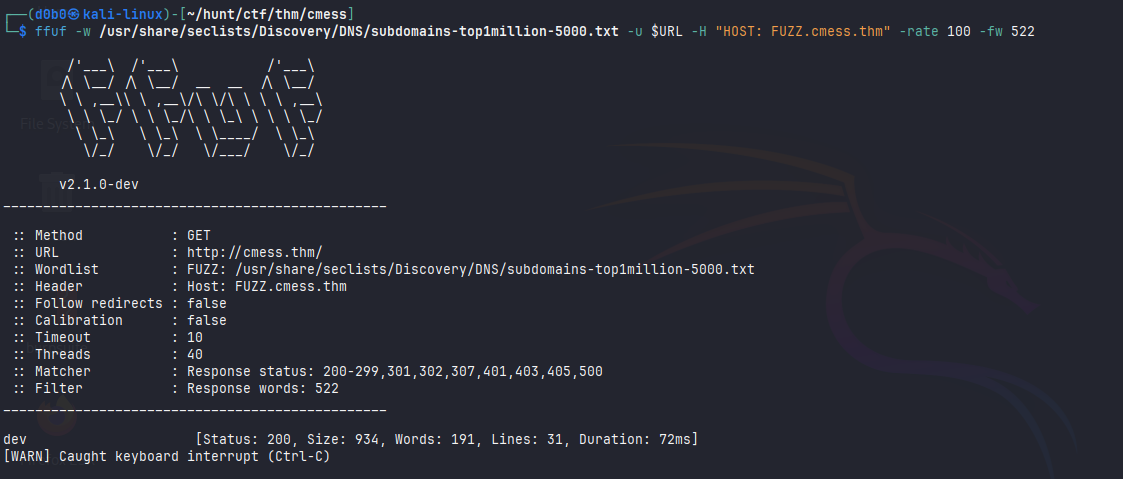 ┌──(d0b0㉿kali-linux)-[~/hunt/ctf/thm/cmess]
└─$ ffuf -w /usr/share/seclists/Discovery/DNS/subdomains-top1million-5000.txt -u $URL -H "HOST: FUZZ.cmess.thm" -rate 100 -fw 522

        /'___\  /'___\           /'___\
       /\ \__/ /\ \__/  __  __  /\ \__/
       \ \ ,__\\ \ ,__\/\ \/\ \ \ \ ,__\
        \ \ \_/ \ \ \_/\ \ \_\ \ \ \ \_/
         \ \_\   \ \_\  \ \____/  \ \_\
          \/_/    \/_/   \/___/    \/_/

       v2.1.0-dev
________________________________________________

 :: Method           : GET
 :: URL              : http://cmess.thm/
 :: Wordlist         : FUZZ: /usr/share/seclists/Discovery/DNS/subdomains-top1million-5000.txt
 :: Header           : Host: FUZZ.cmess.thm
 :: Follow redirects : false
 :: Calibration      : false
 :: Timeout          : 10
 :: Threads          : 40
 :: Matcher          : Response status: 200-299,301,302,307,401,403,405,500
 :: Filter           : Response words: 522
________________________________________________

dev                     [Status: 200, Size: 934, Words: 191, Lines: 31, Duration: 72ms]
[WARN] Caught keyboard interrupt (Ctrl-C)
File System